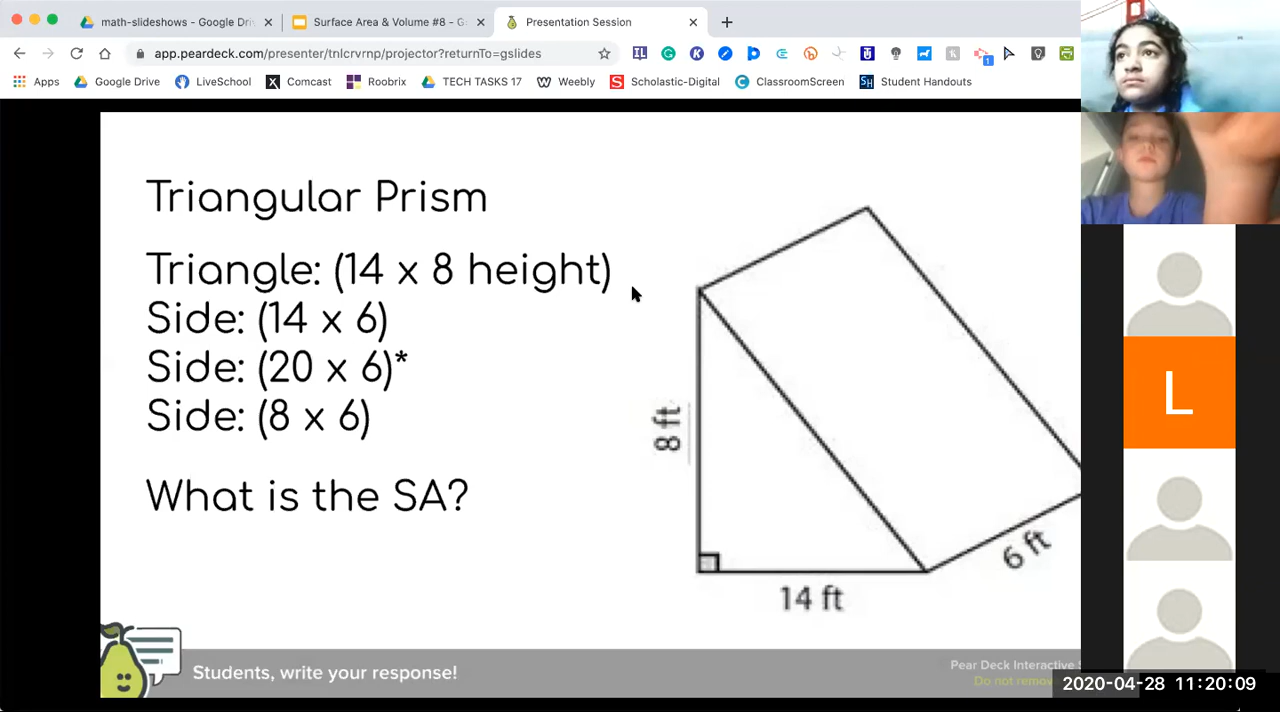 math-slideshows - Google Dri
Surface Area & Volume #8 - G
Presentation Session
app.peardeck.com/presenter/tnlcrvrnp/projector?returnTo=gslides
Apps
Google Drive
LiveSchool
Comcast
Roobrix
TECH TASKS 17
Weebly
Scholastic-Digital
ClassroomScreen
Student Handouts
Triangular Prism
Triangle: (14 x 8 height)
Side: (14 x 6)
Side: (20 x 6)*
Side: (8 x 6)
What is the SA?
8 ft
14 ft
6 ft
L
Students, write your response!
Pear Deck Interactive S
Do not remov
2020-04-28 11:20:09